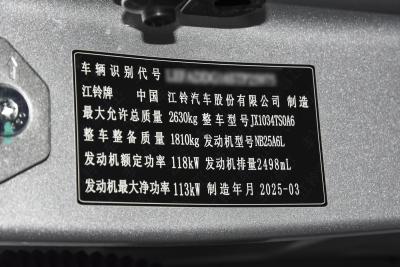 车辆识别代号
江铃牌 中国 江铃汽车股份有限公司 制造
最大允许总质量 2630kg 整车型号 JX1034TSOA6
整车整备质量 1810kg 发动机型号 NB25A6L
发动机额定功率 118kW 发动机排量 2498mL
发动机最大净功率 113kW 制造年月 2025-03